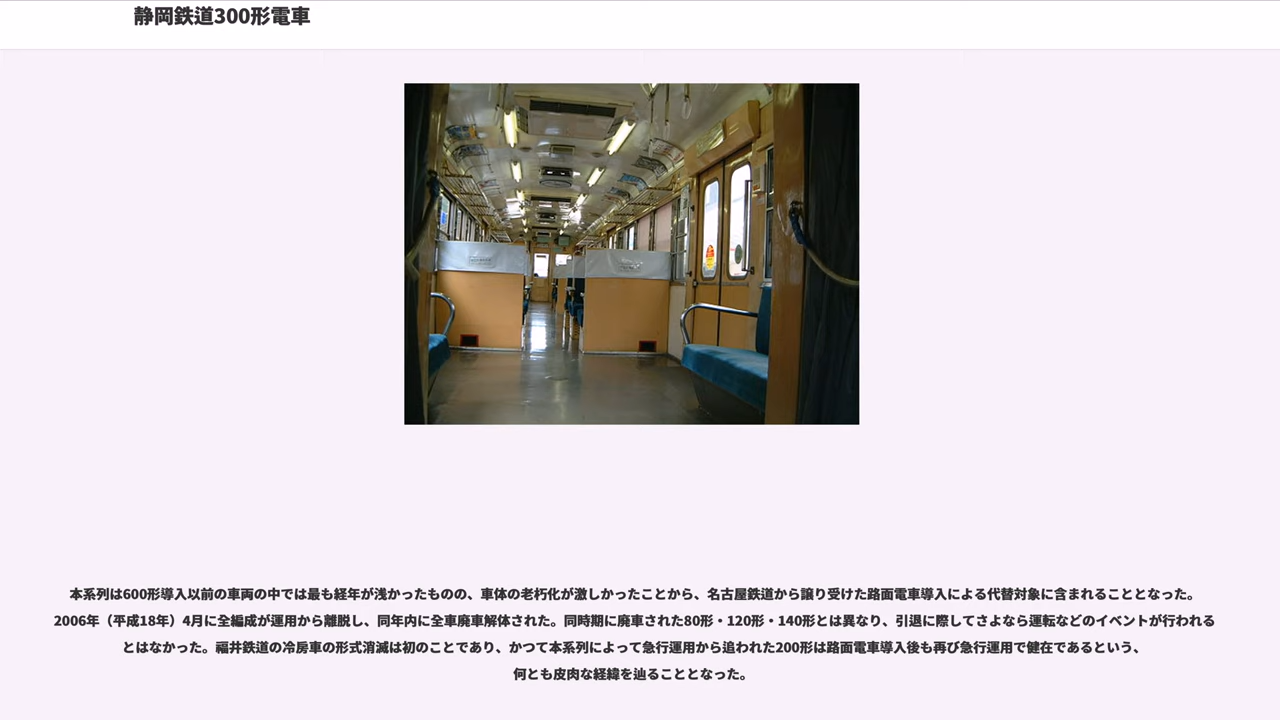 静岡鉄道300形電車
本系列は600形導入以前の車両の中では最も経年が浅かったものの、車体の老朽化が激しかったことから、名古屋鉄道から譲り受けた路面電車導入による代替対象に含まれることとなった。
2006年（平成18年）4月に全編成が運用から離脱し、同年内に全車廃車解体された。同時期に廃車された80形・120形・140形とは異なり、引退に際してさよなら運転などのイベントが行われる
とはなかった。福井鉄道の冷房車の形式消滅は初のことであり、かつて本系列によって急行運用から追われた200形は路面電車導入後も再び急行運用で健在であるという、
何とも皮肉な経緯を辿ることとなった。